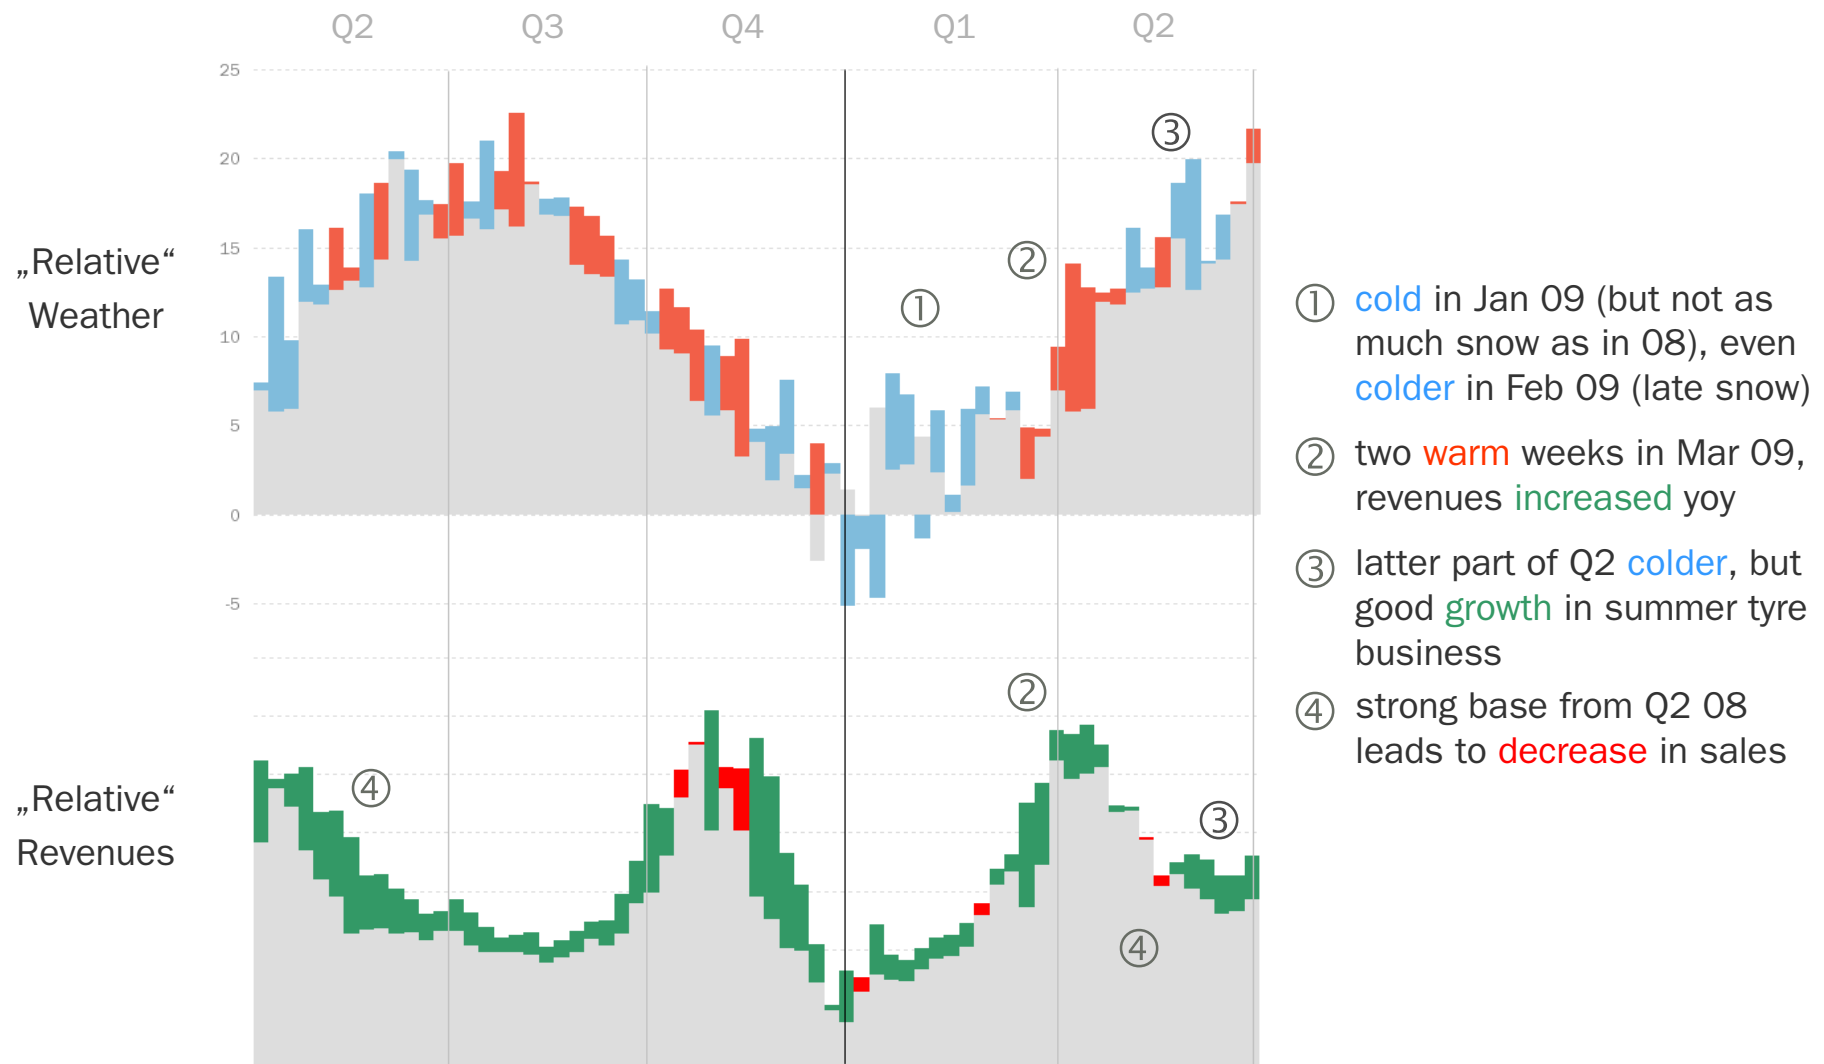 Q2 Q3 Q4 Q1 Q2
25
20
15
10
5
0
-5
„Relative“
Weather
①
②
③
„Relative“
Revenues
④
②
③
④
① cold in Jan 09 (but not as
much snow as in 08), even
colder in Feb 09 (late snow)
② two warm weeks in Mar 09,
revenues increased yoy
③ latter part of Q2 colder, but
good growth in summer tyre
business
④ strong base from Q2 08
leads to decrease in sales